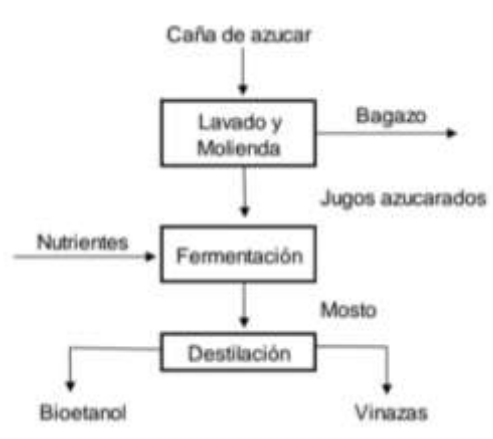 Caña de azucar
Lavado y
Molienda
Bagazo
Jugos azucarados
Nutrientes
Fermentación
Mosto
Destilación
Bioetanol
Vinazas